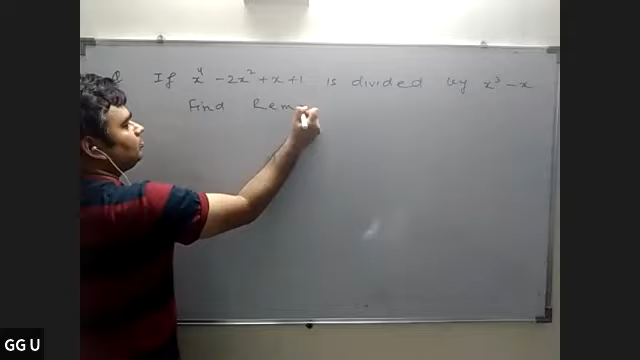 If x⁴ - 2x² + x + 1 is divided by x³ - x
Find Rem
GG U